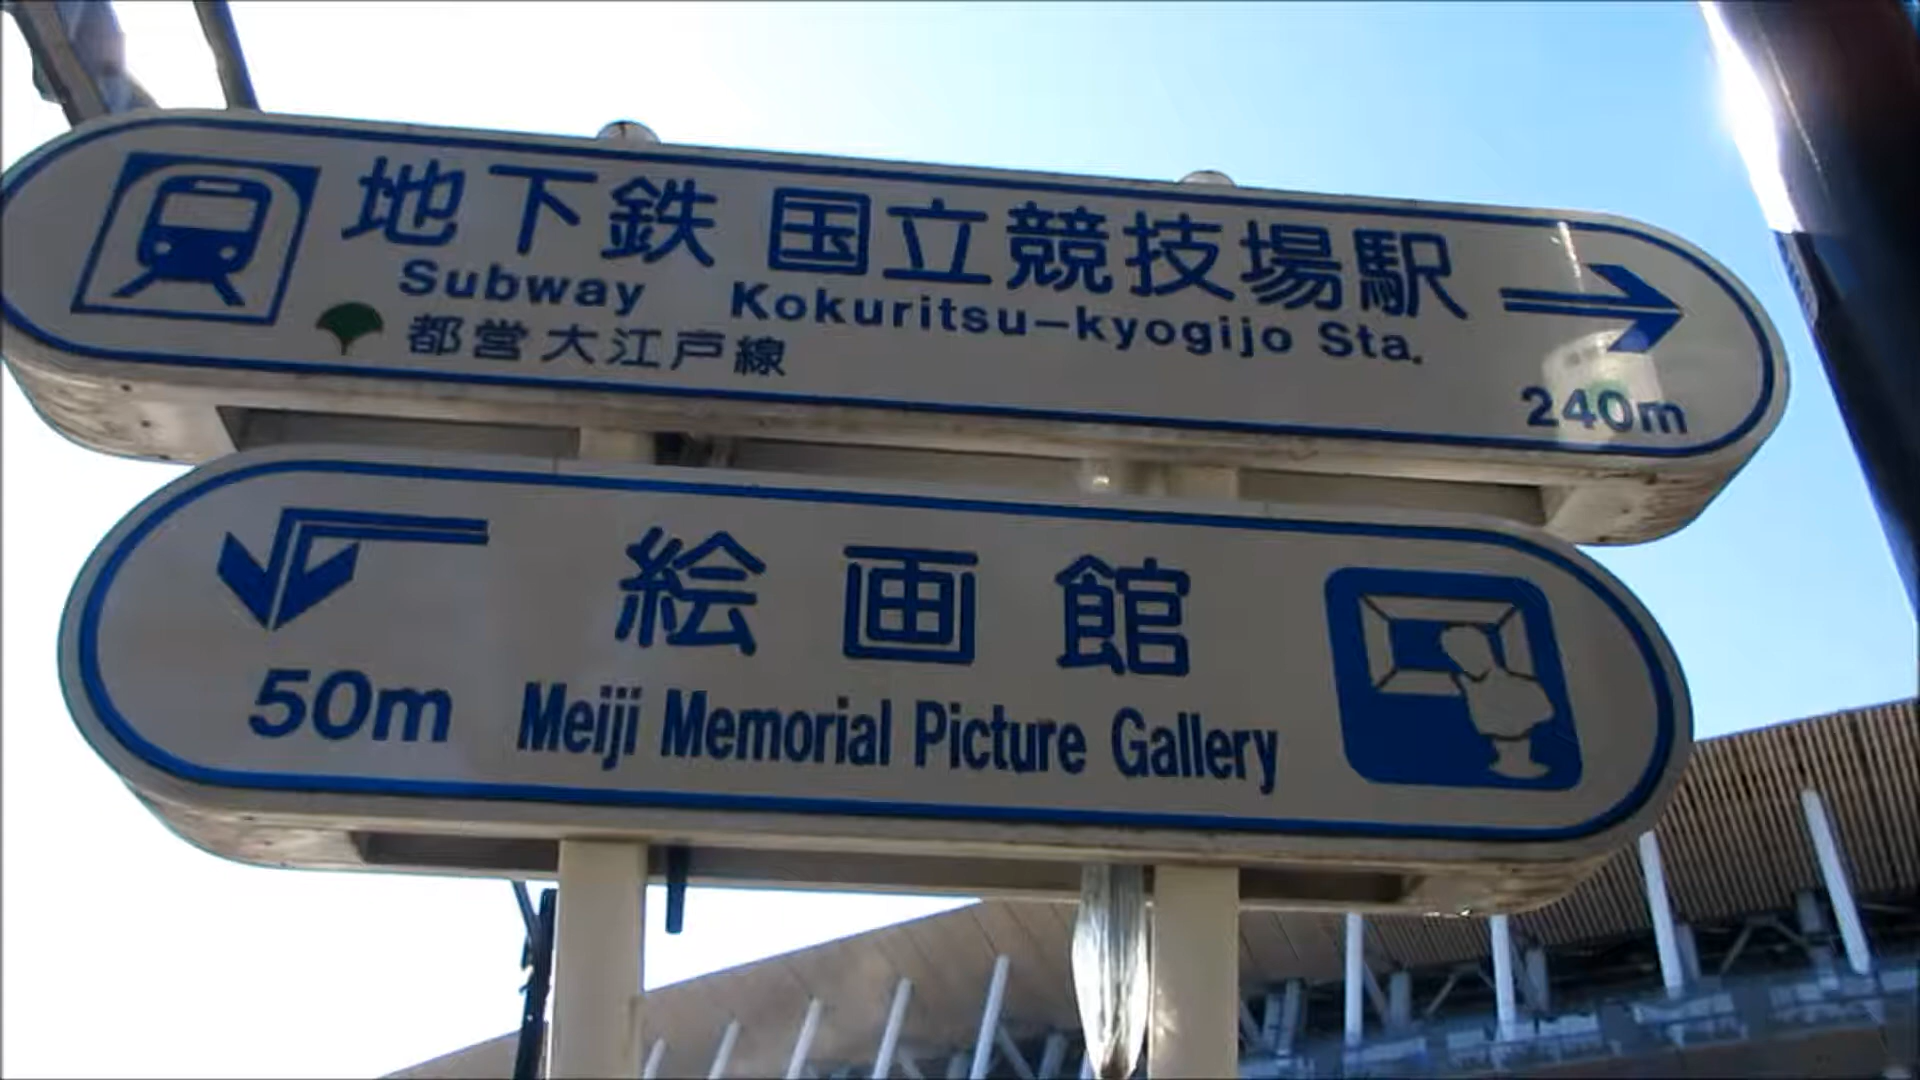 地下鉄 国立競技場駅
Subway Kokuritsu-kyogijo Sta.
都営大江戸線
240m
絵画館
50m Meiji Memorial Picture Gallery